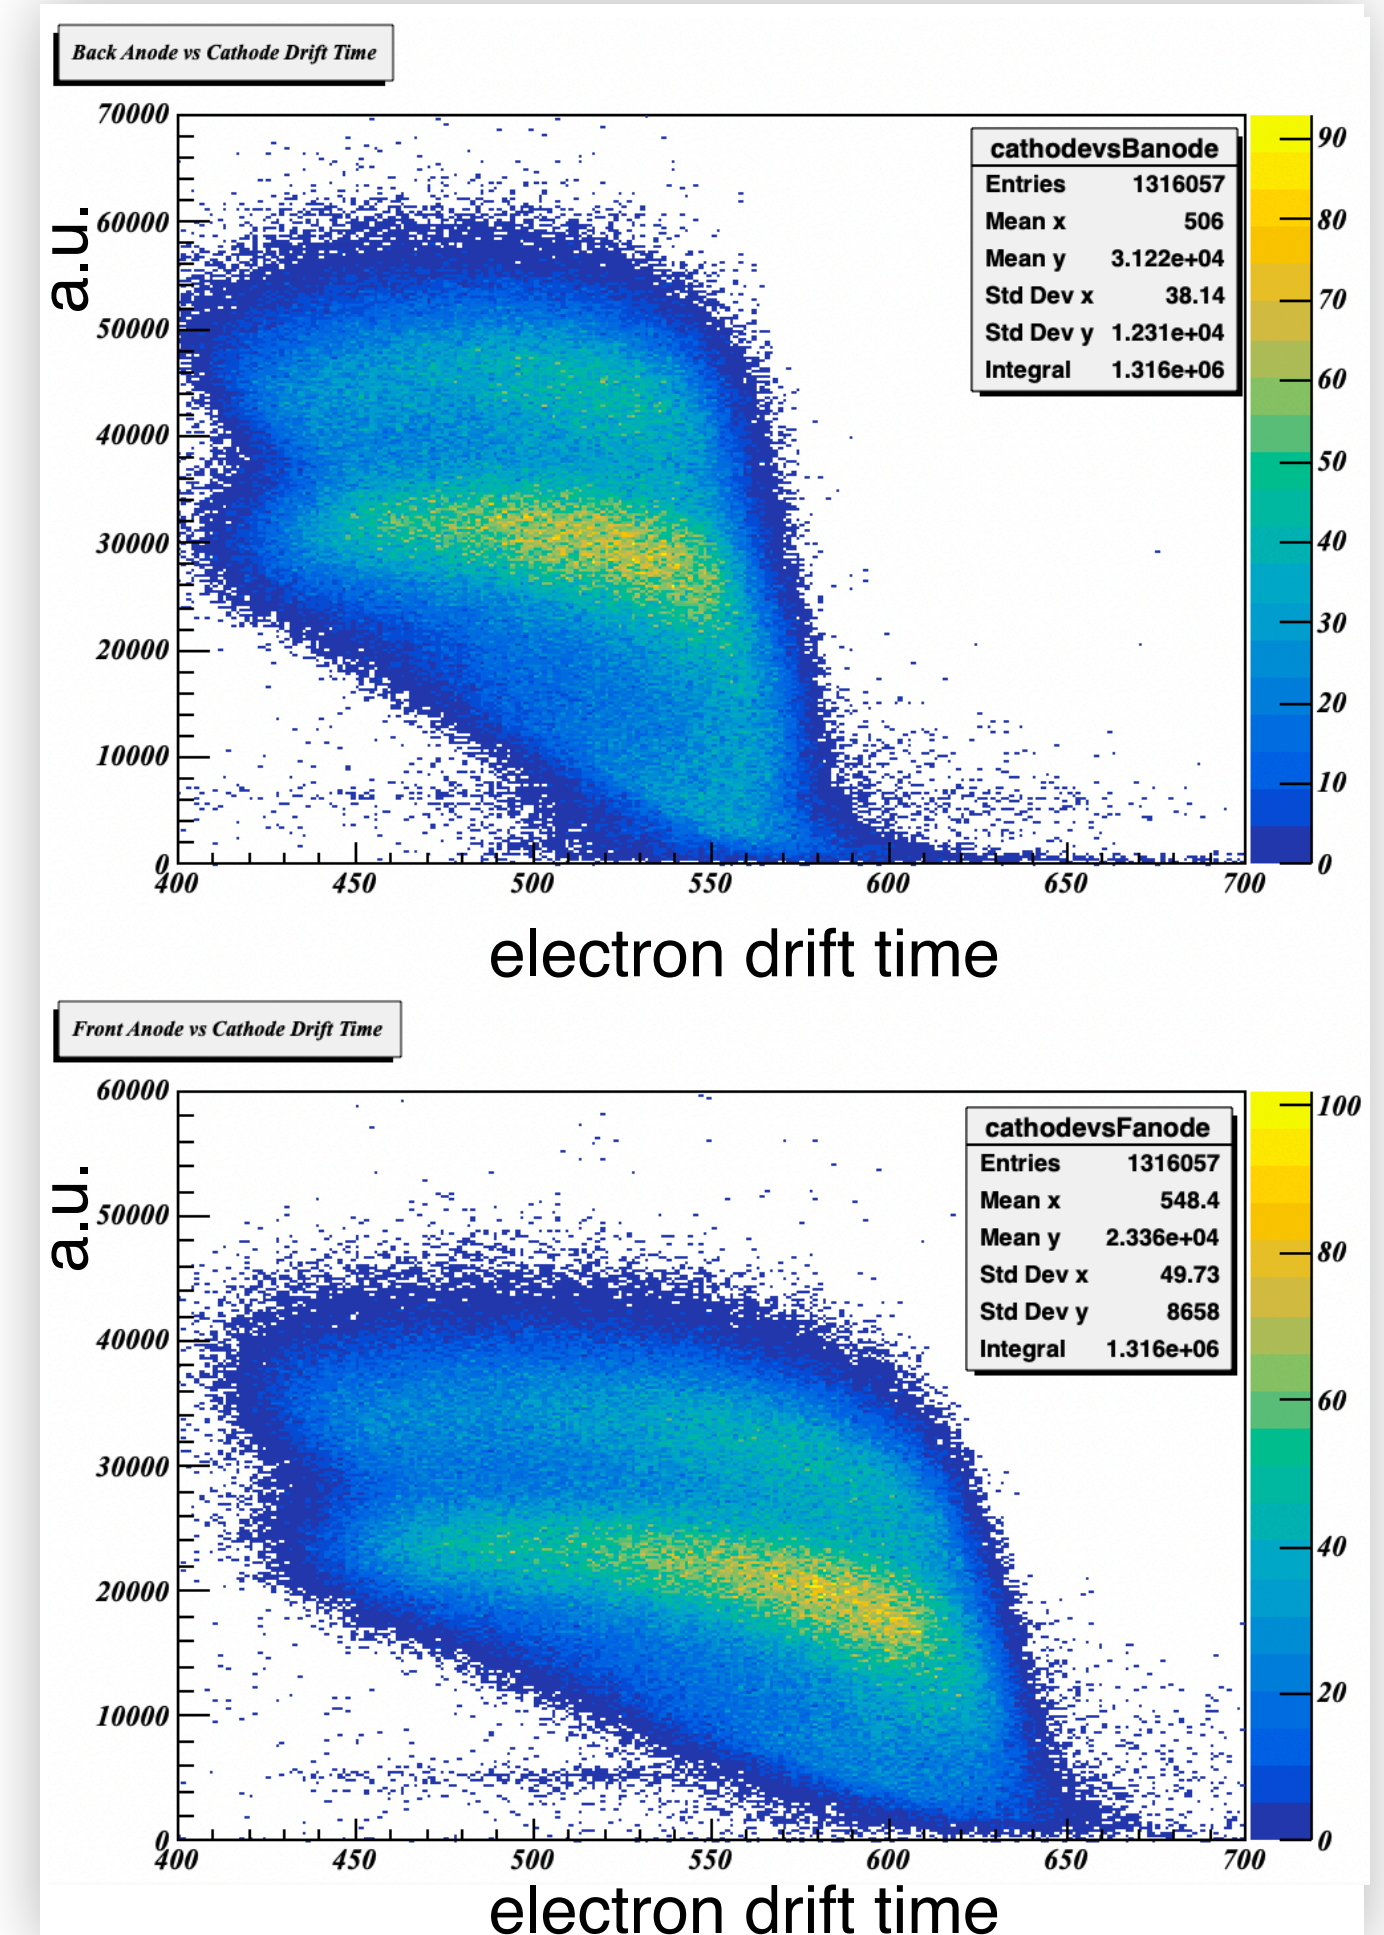 Back Anode vs Cathode Drift Time
70000
60000
50000
40000
30000
20000
10000
0
a.u.
cathodevsBanode
Entries 1316057
Mean x 506
Mean y 3.122e+04
Std Dev x 38.14
Std Dev y 1.231e+04
Integral 1.316e+06
90
80
70
60
50
40
30
20
10
0
400 450 500 550 600 650 700
electron drift time
Front Anode vs Cathode Drift Time
60000
50000
40000
30000
20000
10000
0
a.u.
cathodevsFanode
Entries 1316057
Mean x 548.4
Mean y 2.336e+04
Std Dev x 49.73
Std Dev y 8658
Integral 1.316e+06
100
80
60
40
20
0
400 450 500 550 600 650 700
electron drift time